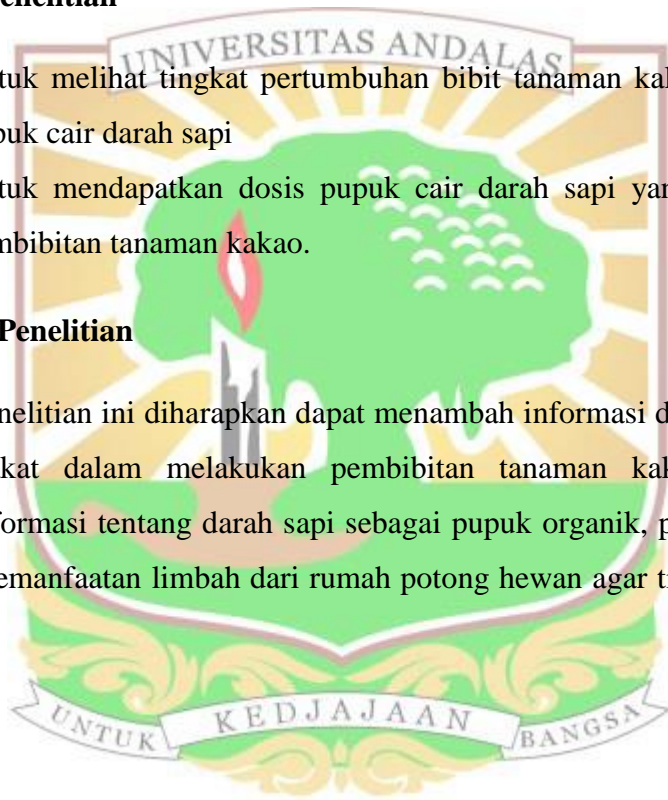 enelitian
UNIVERSITAS ANDALAS
tuk melihat tingkat pertumbuhan bibit tanaman kak
puk cair darah sapi
tuk mendapatkan dosis pupuk cair darah sapi yan
mbibitan tanaman kakao.
Penelitian
nelitian ini diharapkan dapat menambah informasi d
kat dalam melakukan pembibitan tanaman kak
formasi tentang darah sapi sebagai pupuk organik, p
emanfaatan limbah dari rumah potong hewan agar ti
UNTUK KEDJAJAAN BANGSA